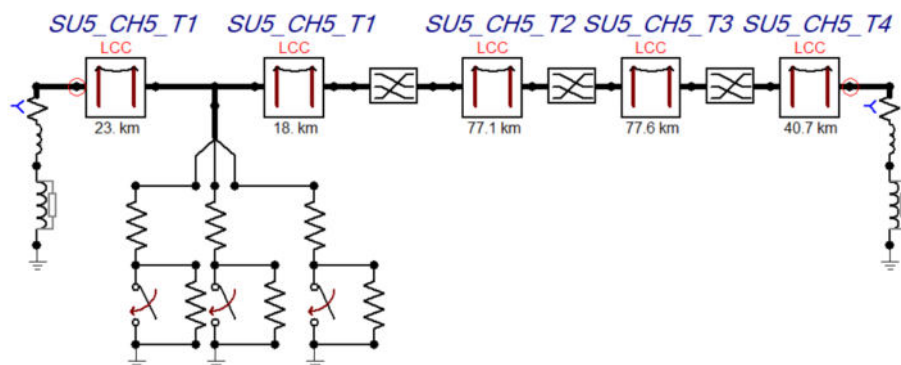 SU5_CH5_T1 SU5_CH5_T1 SU5_CH5_T2 SU5_CH5_T3 SU5_CH5_T4
LCC LCC LCC LCC LCC
23. km 18. km 77.1 km 77.6 km 40.7 km